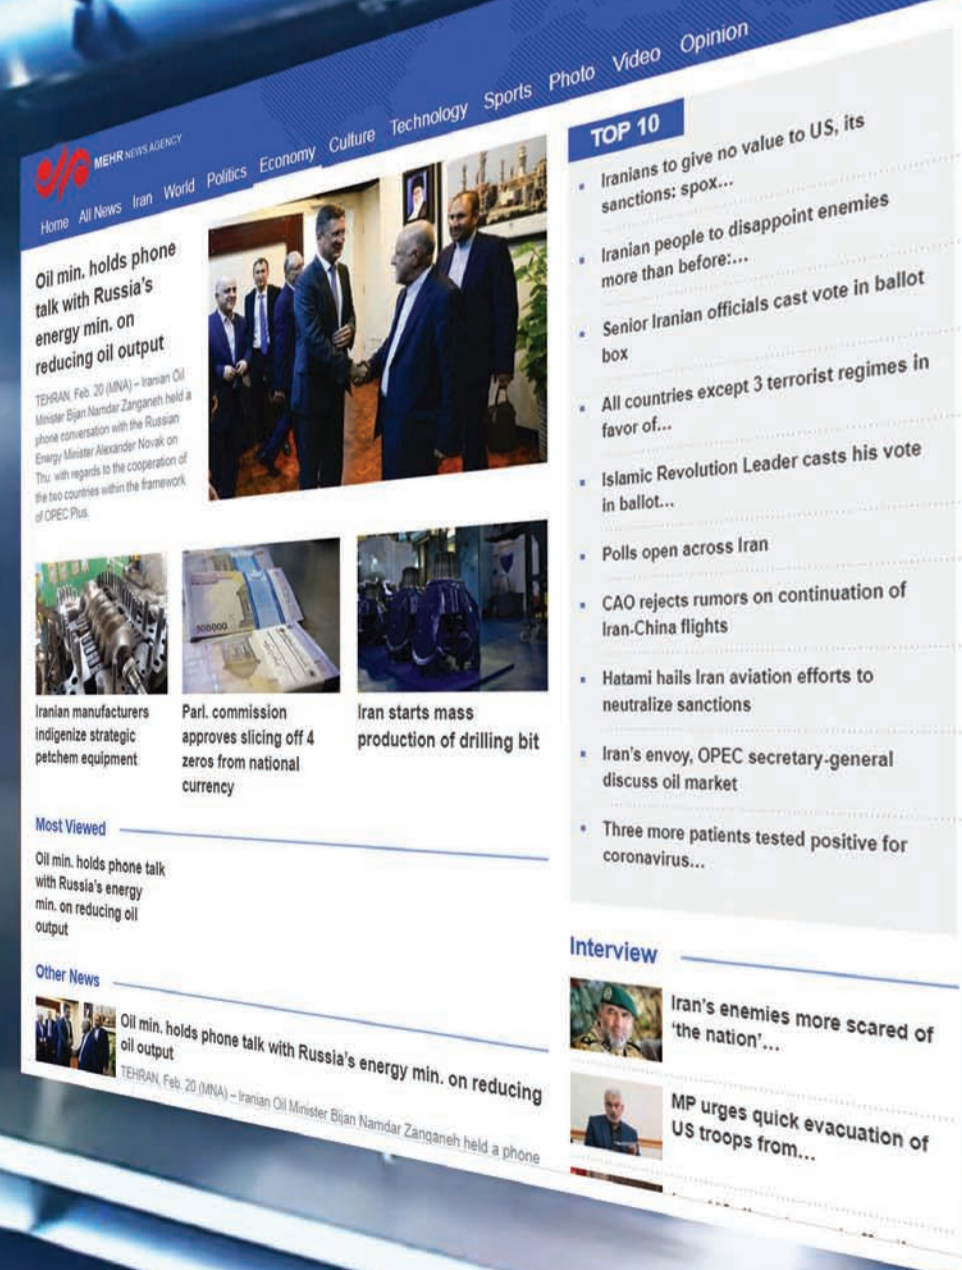 MEHR NEWS AGENCY
Home All News Iran World Politics Economy Culture Technology Sports Photo Video Opinion
Oil min. holds phone
talk with Russia's
energy min. on
reducing oil output
TEHRAN, Feb. 20 (MNA) – Iranian Oil
Minister Bijan Namdar Zanganeh held a
phone conversation with the Russian
Energy Minister Alexander Novak on
Thu. with regards to the cooperation of
the two countries within the framework
of OPEC Plus.
500000
Iranian manufacturers
indigenize strategic
petchem equipment
Parl. commission
approves slicing off 4
zeros from national
currency
Iran starts mass
production of drilling bit
Most Viewed
Oil min. holds phone talk
with Russia's energy
min. on reducing oil
output
Other News
Oil min. holds phone talk with Russia's energy min. on reducing
oil output
TEHRAN, Feb. 20 (MNA) – Iranian Oil Minister Bijan Namdar Zanganeh held a phone
TOP 10
Iranians to give no value to US, its
sanctions: spox...
Iranian people to disappoint enemies
more than before:...
Senior Iranian officials cast vote in ballot
box
All countries except 3 terrorist regimes in
favor of...
Islamic Revolution Leader casts his vote
in ballot...
Polls open across Iran
CAO rejects rumors on continuation of
Iran-China flights
Hatami hails Iran aviation efforts to
neutralize sanctions
Iran's envoy, OPEC secretary-general
discuss oil market
Three more patients tested positive for
coronavirus...
Interview
Iran's enemies more scared of
'the nation'...
MP urges quick evacuation of
US troops from...